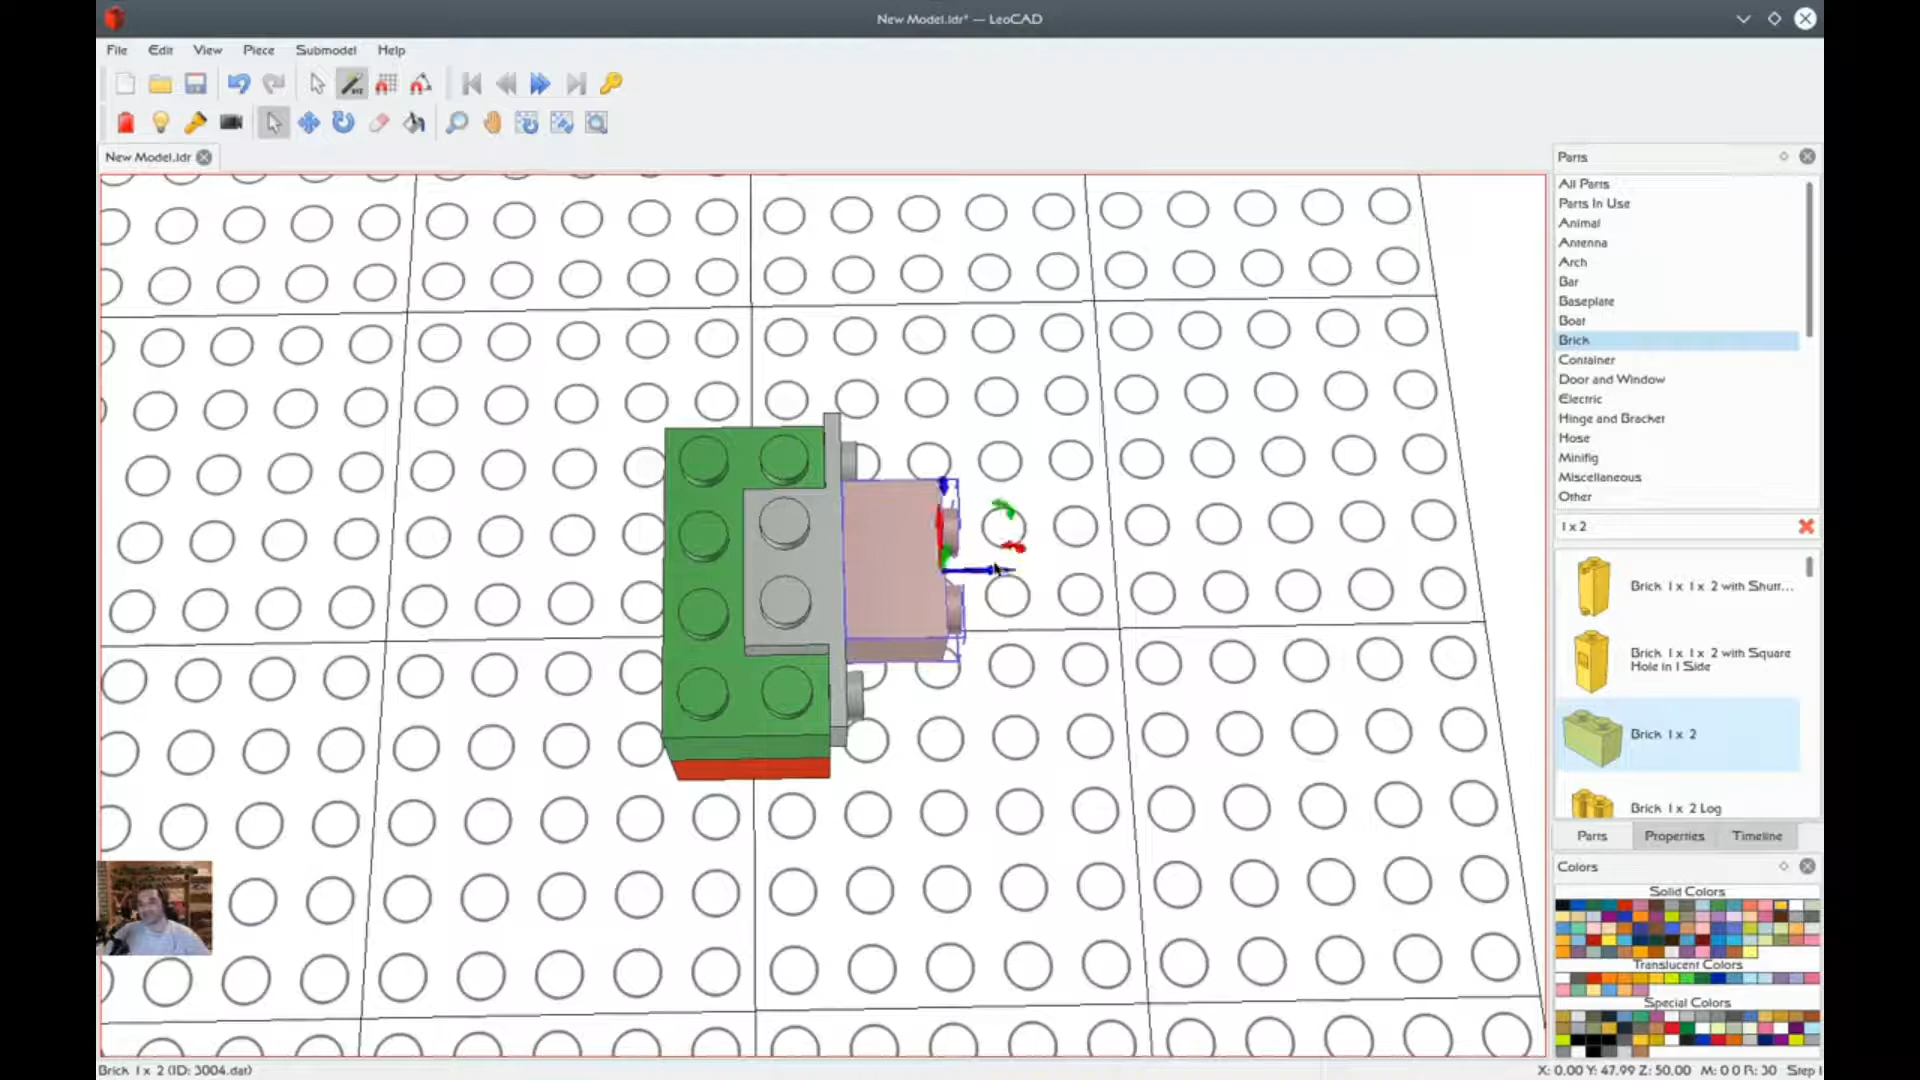 New Model.ldr* — LeoCAD
File Edit View Piece Submodel Help
New Model.ldr
Parts
All Parts
Parts In Use
Animal
Antenna
Arch
Bar
Baseplate
Boat
Brick
Container
Door and Window
Electric
Hinge and Bracket
Hose
Minifig
Miscellaneous
Other
1 x 2
Brick 1 x 1 x 2 with Shutt...
Brick 1 x 1 x 2 with Square
Hole in 1 Side
Brick 1 x 2
Brick 1 x 2 Log
Parts Properties Timeline
Colors
Solid Colors
Translucent Colors
Special Colors
Brick 1 x 2 (ID: 3004.dat)
X: 0.00 Y: 47.99 Z: 50.00 M: 0 0 R: 30 Step 1